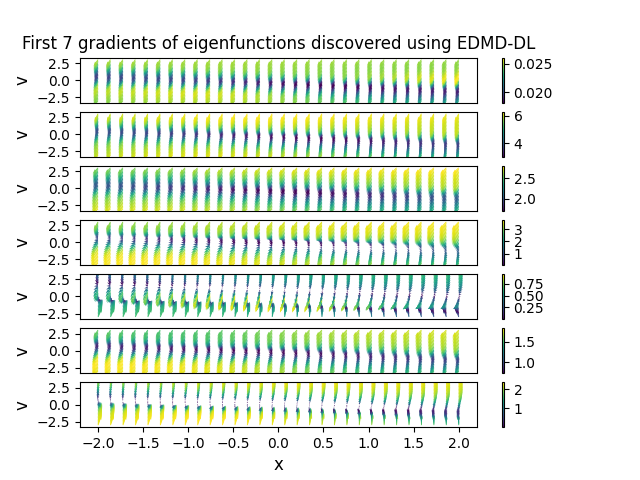 First 7 gradients of eigenfunctions discovered using EDMD-DL
v 2.5 0.0 −2.5 0.025 0.020
v 2.5 0.0 −2.5 6 4
v 2.5 0.0 −2.5 2.5 2.0
v 2.5 0.0 −2.5 3 2 1
v 2.5 0.0 −2.5 0.75 0.50 0.25
v 2.5 0.0 −2.5 1.5 1.0
v 2.5 0.0 −2.5 2 1
−2.0 −1.5 −1.0 −0.5 0.0 0.5 1.0 1.5 2.0
x